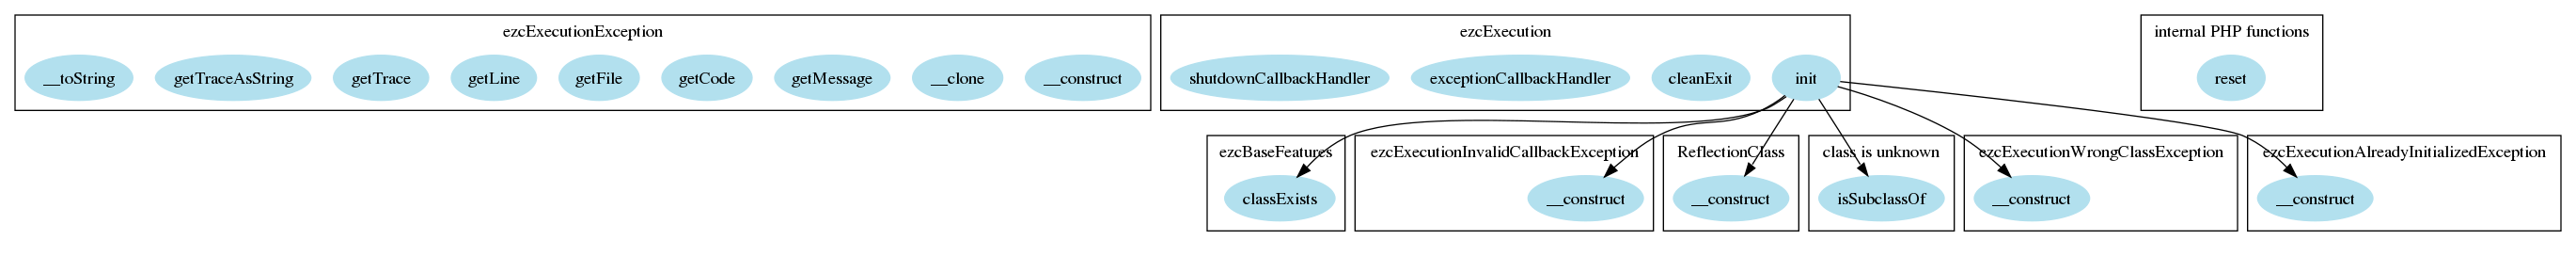 ezcExecutionException
__toString
getTraceAsString
getTrace
getLine
getFile
getCode
getMessage
__clone
__construct
ezcExecution
shutdownCallbackHandler
exceptionCallbackHandler
cleanExit
init
internal PHP functions
reset
ezcBaseFeatures
classExists
ezcExecutionInvalidCallbackException
__construct
ReflectionClass
__construct
class is unknown
isSubclassOf
ezcExecutionWrongClassException
__construct
ezcExecutionAlreadyInitializedException
__construct